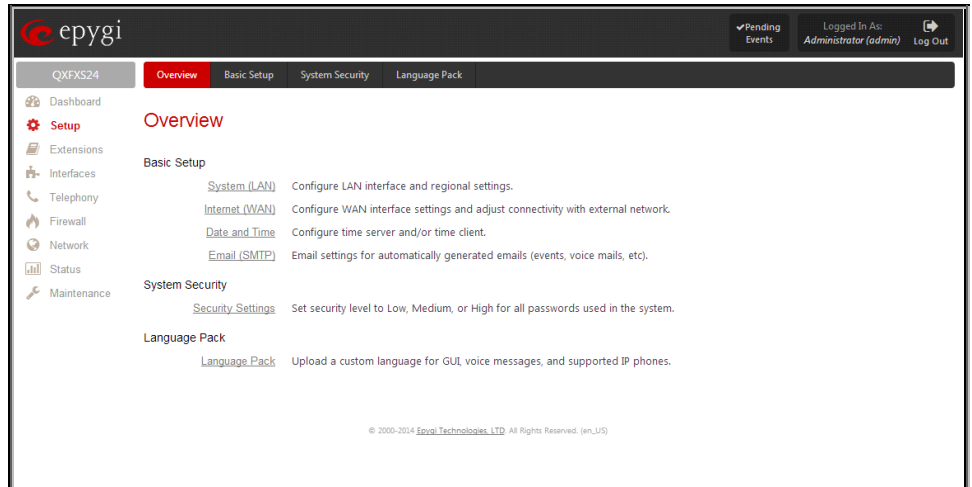 epygi
✔Pending Events
Logged In As:
Administrator (admin)
Log Out
QXFXS24
Overview Basic Setup System Security Language Pack
Dashboard
Setup
Extensions
Interfaces
Telephony
Firewall
Network
Status
Maintenance
Overview
Basic Setup
System (LAN) Configure LAN interface and regional settings.
Internet (WAN) Configure WAN interface settings and adjust connectivity with external network.
Date and Time Configure time server and/or time client.
Email (SMTP) Email settings for automatically generated emails (events, voice mails, etc).
System Security
Security Settings Set security level to Low, Medium, or High for all passwords used in the system.
Language Pack
Language Pack Upload a custom language for GUI, voice messages, and supported IP phones.
© 2000-2014 Epygi Technologies, LTD. All Rights Reserved. (en_US)